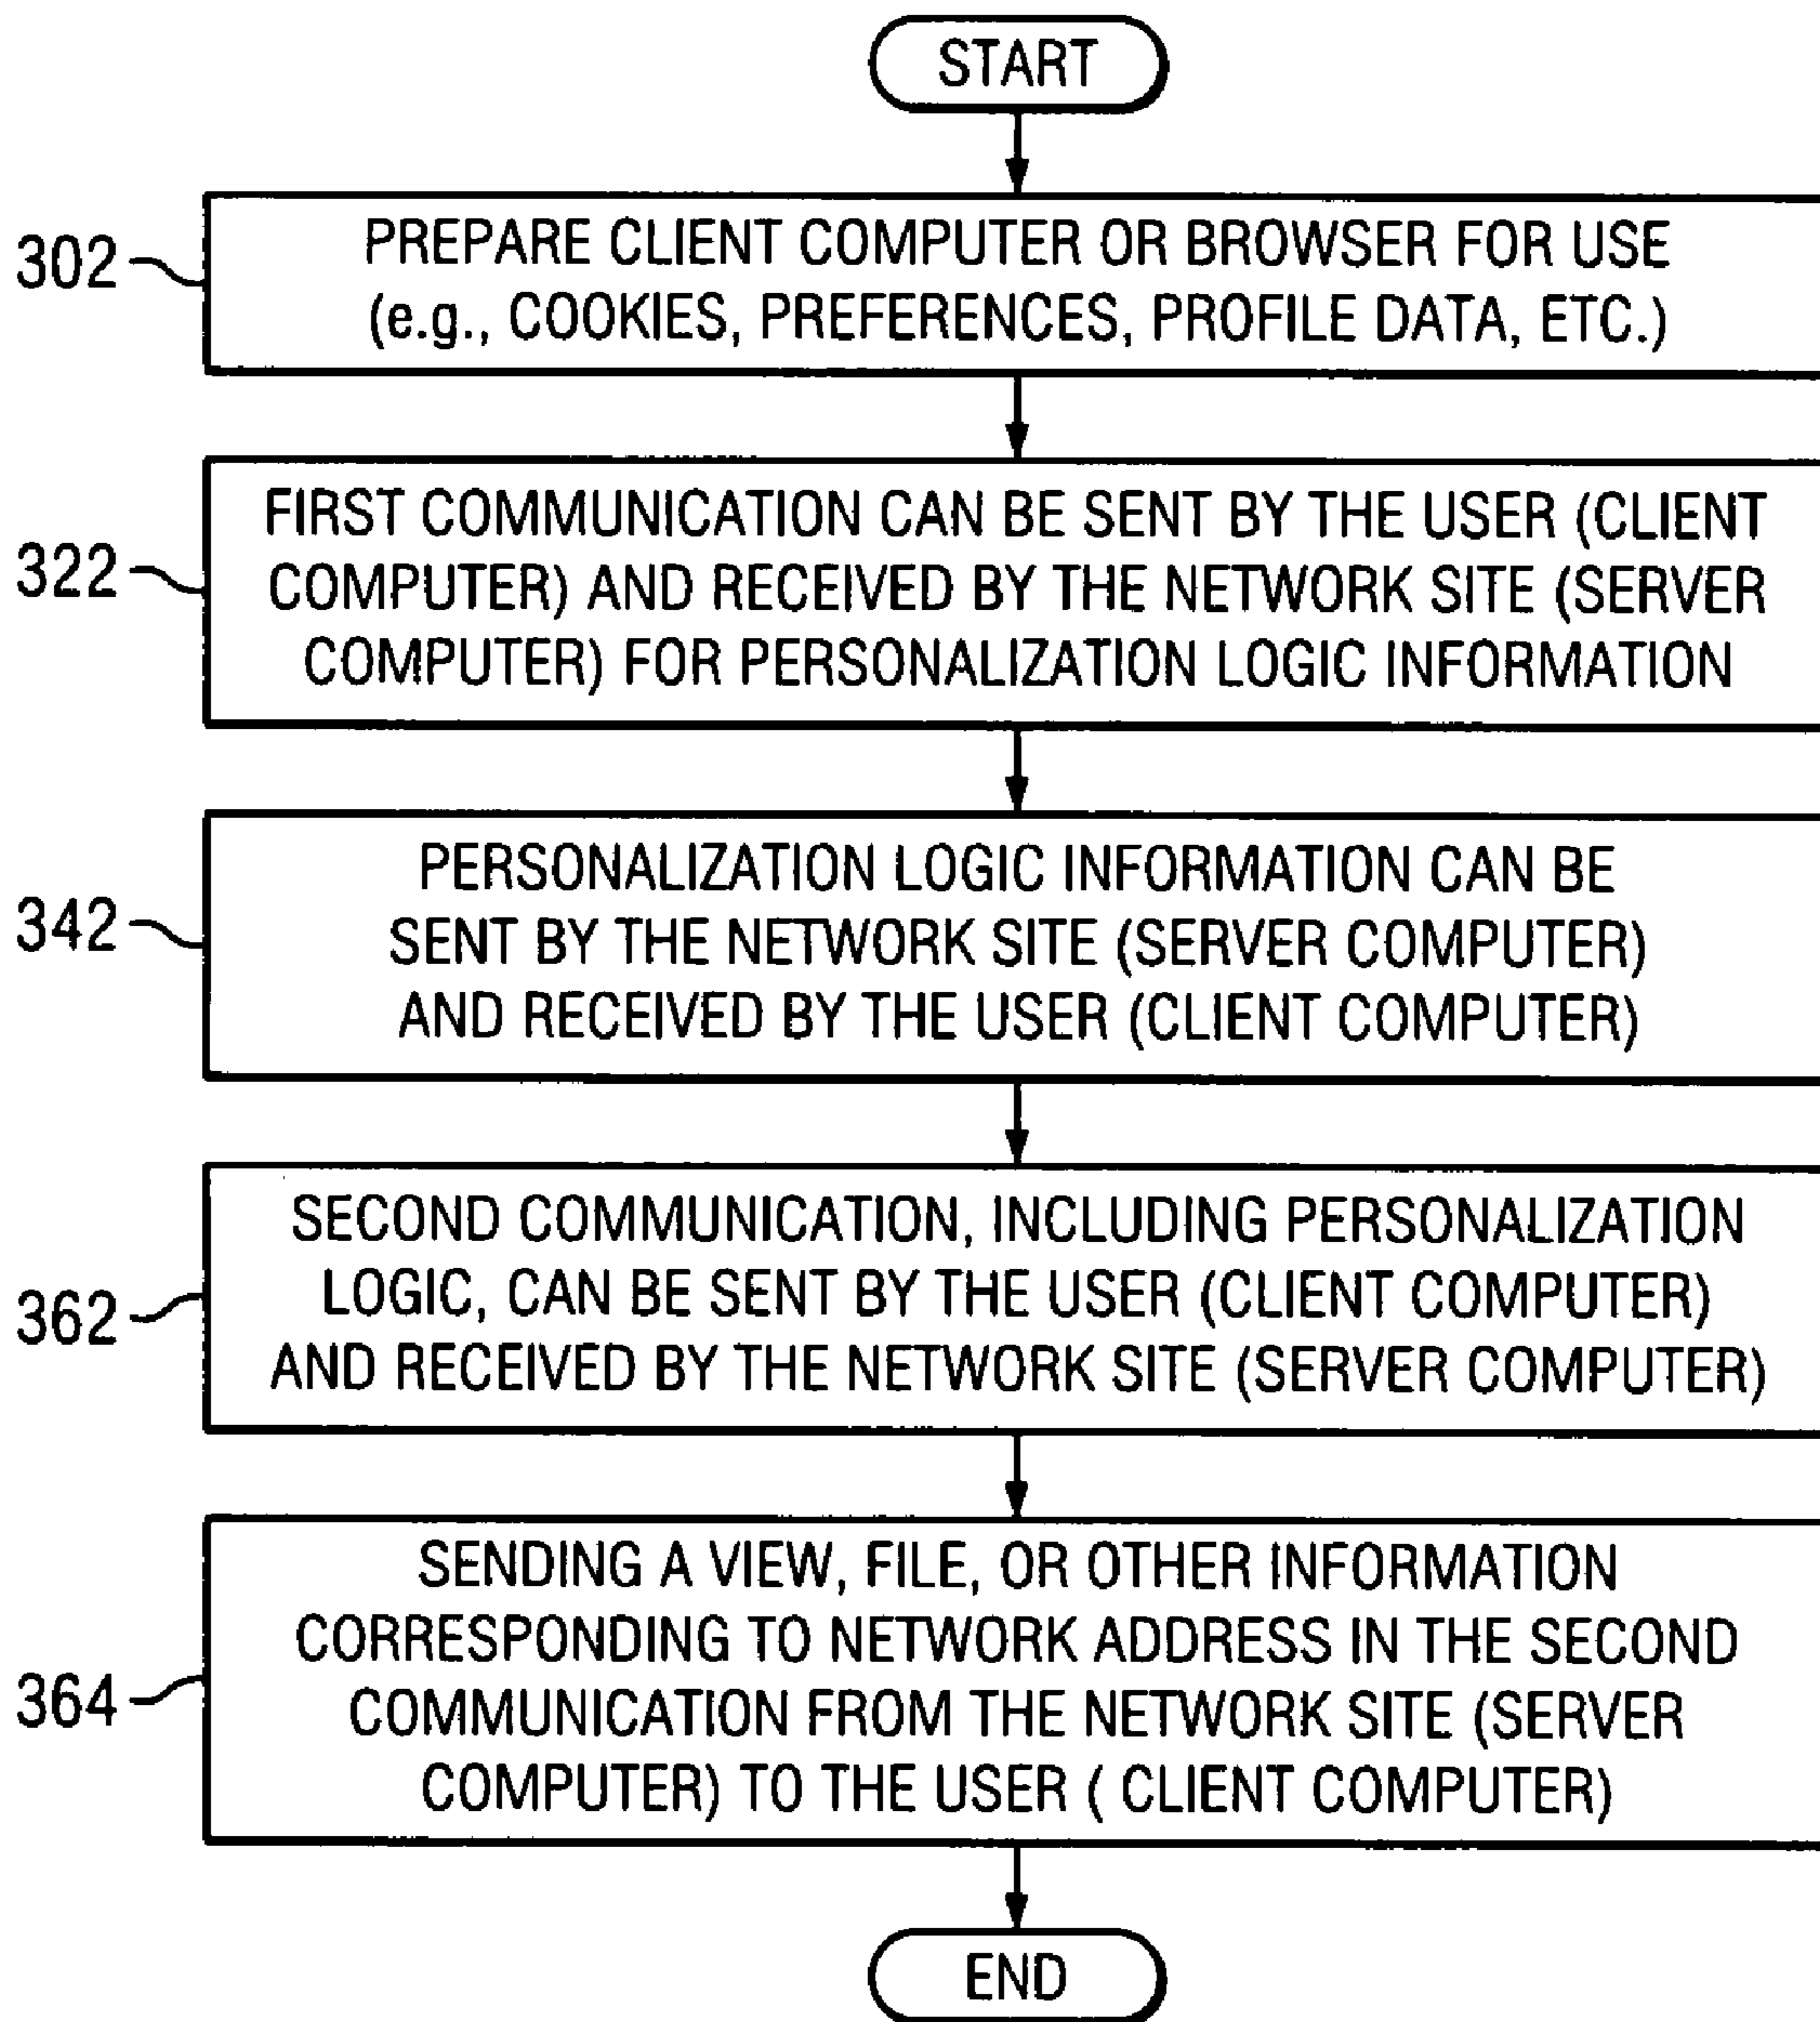 START
302
PREPARE CLIENT COMPUTER OR BROWSER FOR USE
(e.g., COOKIES, PREFERENCES, PROFILE DATA, ETC.)
322
FIRST COMMUNICATION CAN BE SENT BY THE USER (CLIENT
COMPUTER) AND RECEIVED BY THE NETWORK SITE (SERVER
COMPUTER) FOR PERSONALIZATION LOGIC INFORMATION
342
PERSONALIZATION LOGIC INFORMATION CAN BE
SENT BY THE NETWORK SITE (SERVER COMPUTER)
AND RECEIVED BY THE USER (CLIENT COMPUTER)
362
SECOND COMMUNICATION, INCLUDING PERSONALIZATION
LOGIC, CAN BE SENT BY THE USER (CLIENT COMPUTER)
AND RECEIVED BY THE NETWORK SITE (SERVER COMPUTER)
364
SENDING A VIEW, FILE, OR OTHER INFORMATION
CORRESPONDING TO NETWORK ADDRESS IN THE SECOND
COMMUNICATION FROM THE NETWORK SITE (SERVER
COMPUTER) TO THE USER ( CLIENT COMPUTER)
END